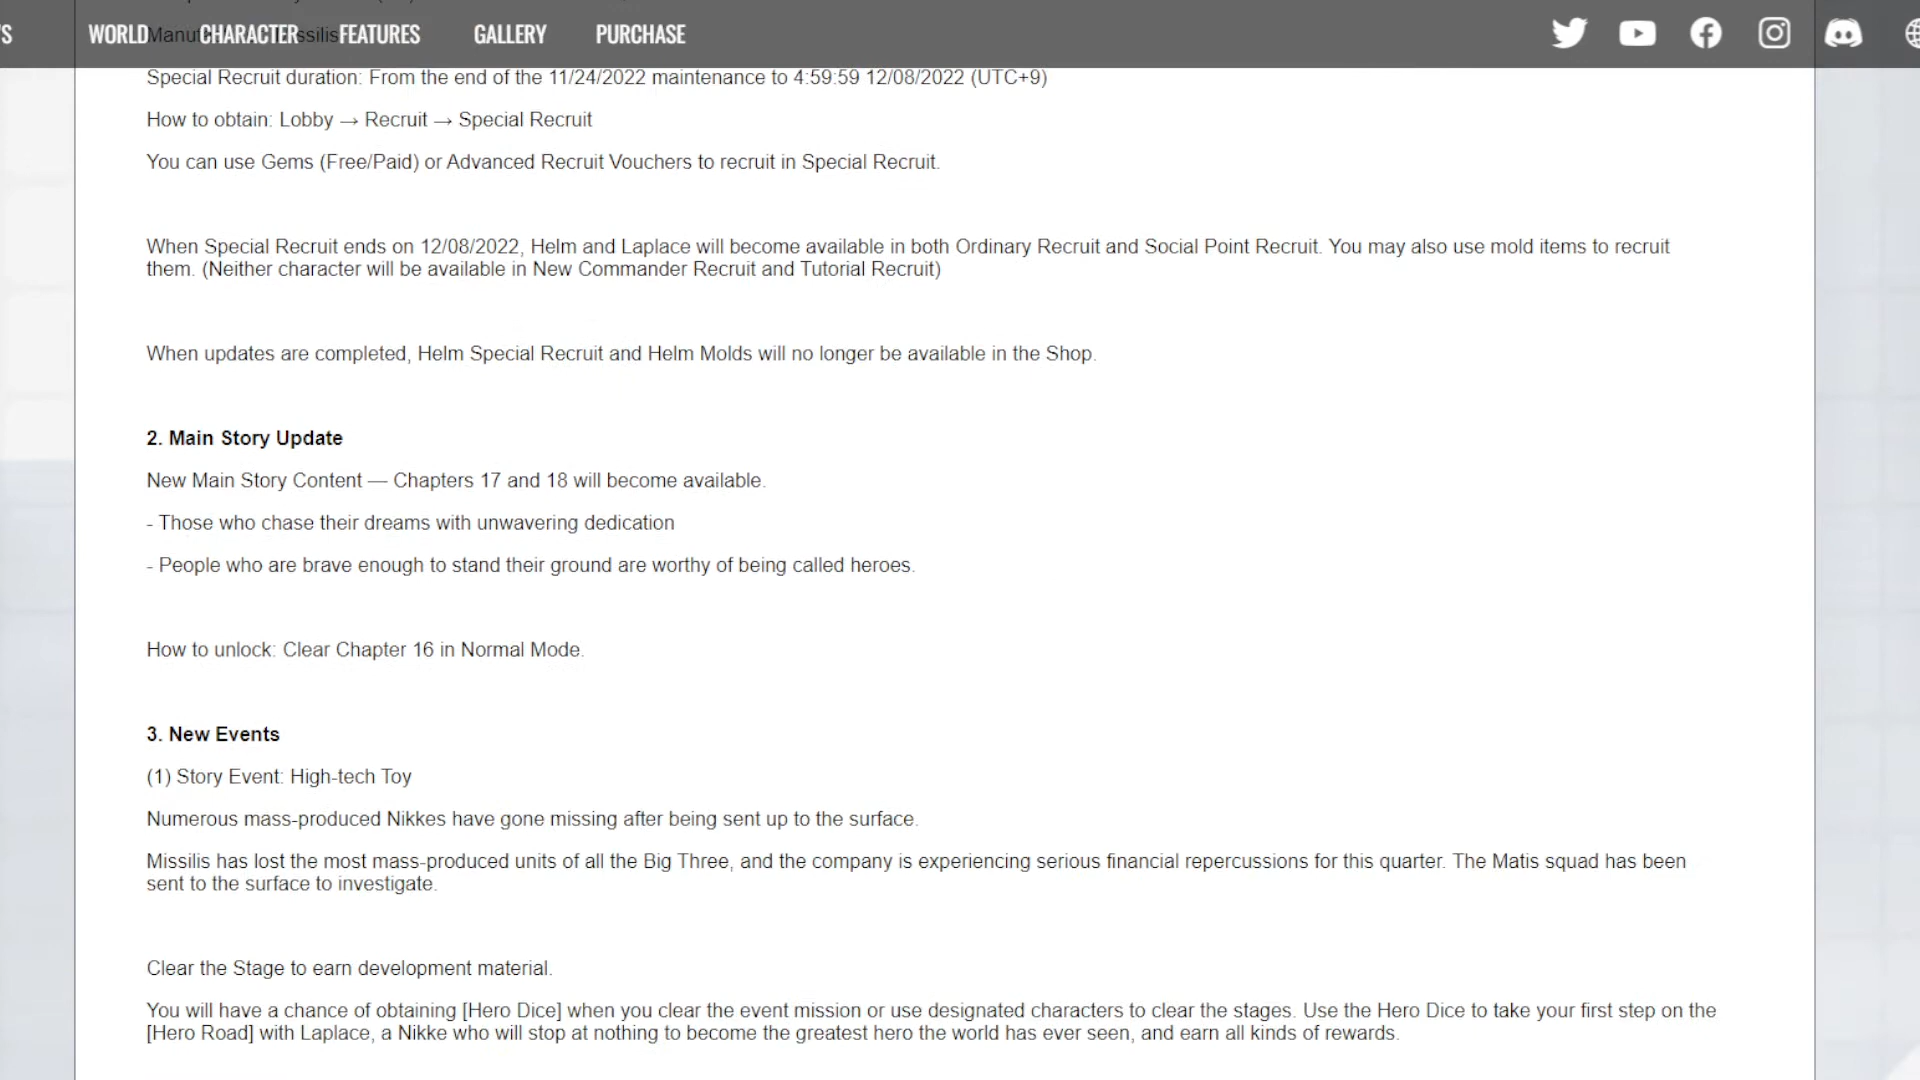 S WORLD CHARACTER FEATURES GALLERY PURCHASE
Special Recruit duration: From the end of the 11/24/2022 maintenance to 4:59:59 12/08/2022 (UTC+9)
How to obtain: Lobby → Recruit → Special Recruit
You can use Gems (Free/Paid) or Advanced Recruit Vouchers to recruit in Special Recruit.
When Special Recruit ends on 12/08/2022, Helm and Laplace will become available in both Ordinary Recruit and Social Point Recruit. You may also use mold items to recruit
them. (Neither character will be available in New Commander Recruit and Tutorial Recruit)
When updates are completed, Helm Special Recruit and Helm Molds will no longer be available in the Shop.
2. Main Story Update
New Main Story Content — Chapters 17 and 18 will become available.
- Those who chase their dreams with unwavering dedication
- People who are brave enough to stand their ground are worthy of being called heroes.
How to unlock: Clear Chapter 16 in Normal Mode.
3. New Events
(1) Story Event: High-tech Toy
Numerous mass-produced Nikkes have gone missing after being sent up to the surface.
Missilis has lost the most mass-produced units of all the Big Three, and the company is experiencing serious financial repercussions for this quarter. The Matis squad has been
sent to the surface to investigate.
Clear the Stage to earn development material.
You will have a chance of obtaining [Hero Dice] when you clear the event mission or use designated characters to clear the stages. Use the Hero Dice to take your first step on the
[Hero Road] with Laplace, a Nikke who will stop at nothing to become the greatest hero the world has ever seen, and earn all kinds of rewards.